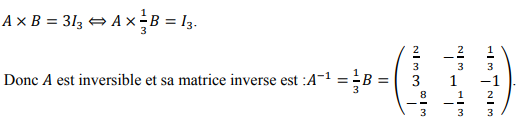 A × B = 3I₃ ⟺ A × 1/3 B = I₃.
Donc A est inversible et sa matrice inverse est :A⁻¹ = 1/3 B = ( 2/3 −2/3 1/3
3 1 −1
−8/3 −1/3 2/3 ).